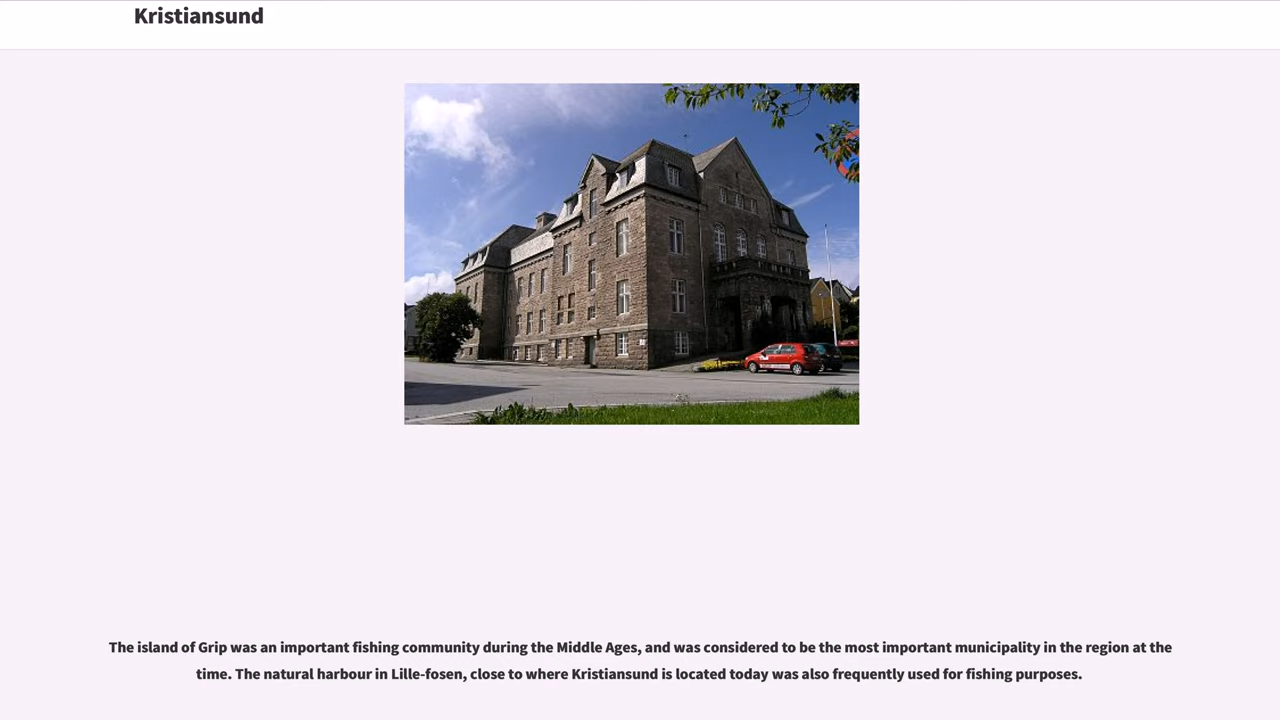 Kristiansund
The island of Grip was an important fishing community during the Middle Ages, and was considered to be the most important municipality in the region at the
time. The natural harbour in Lille-fosen, close to where Kristiansund is located today was also frequently used for fishing purposes.